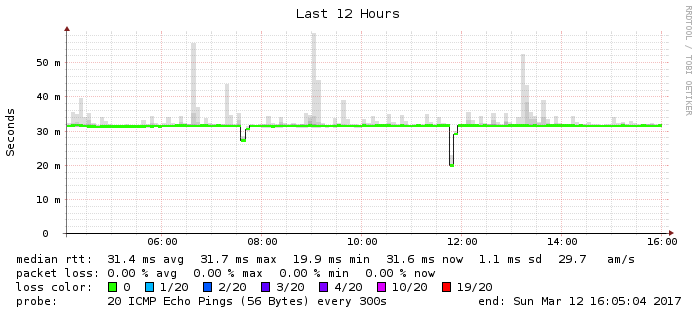 Last 12 Hours
RRDTOOL / TOBI OETIKER
Seconds
50 m
40 m
30 m
20 m
10 m
0
06:00 08:00 10:00 12:00 14:00 16:00
median rtt: 31.4 ms avg 31.7 ms max 19.9 ms min 31.6 ms now 1.1 ms sd 29.7 am/s
packet loss: 0.00 % avg 0.00 % max 0.00 % min 0.00 % now
loss color: 0 1/20 2/20 3/20 4/20 10/20 19/20
probe: 20 ICMP Echo Pings (56 Bytes) every 300s end: Sun Mar 12 16:05:04 2017